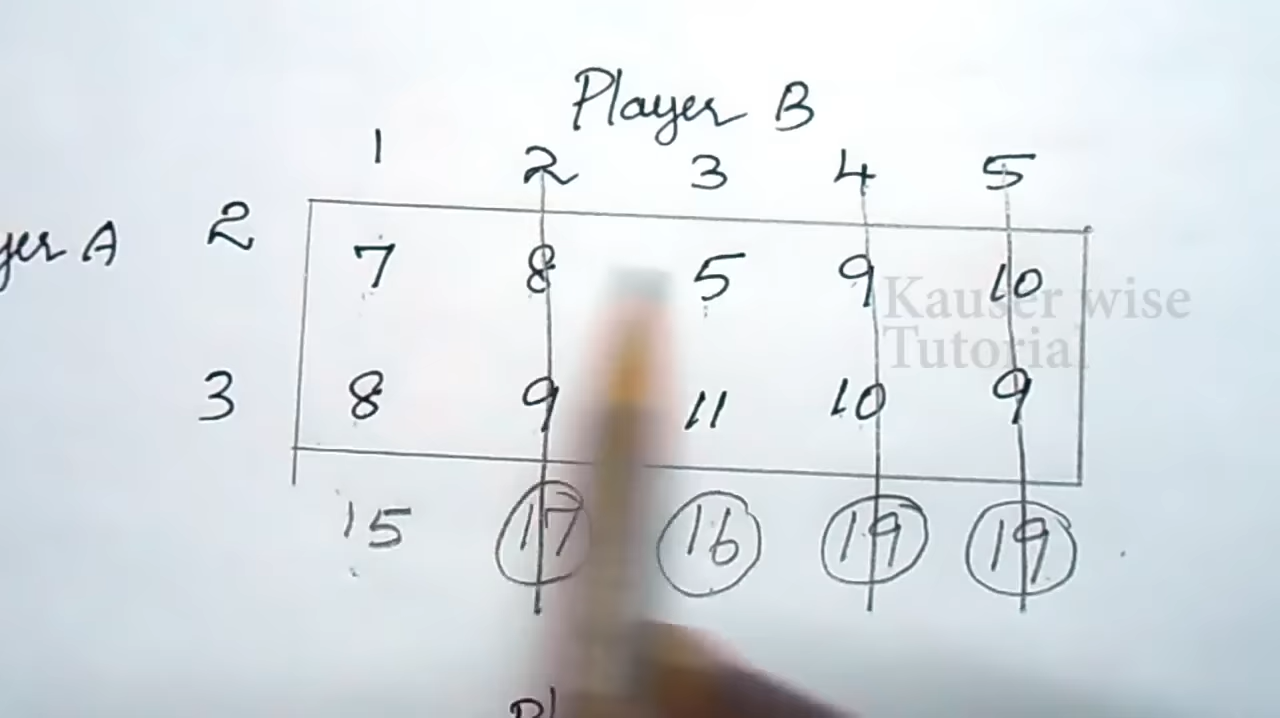 Player B
1 2 3 4 5
A 2 7 8 5 9 10
3 8 9 11 10 9
15 17 16 19 19
Kauser wise
Tutorial